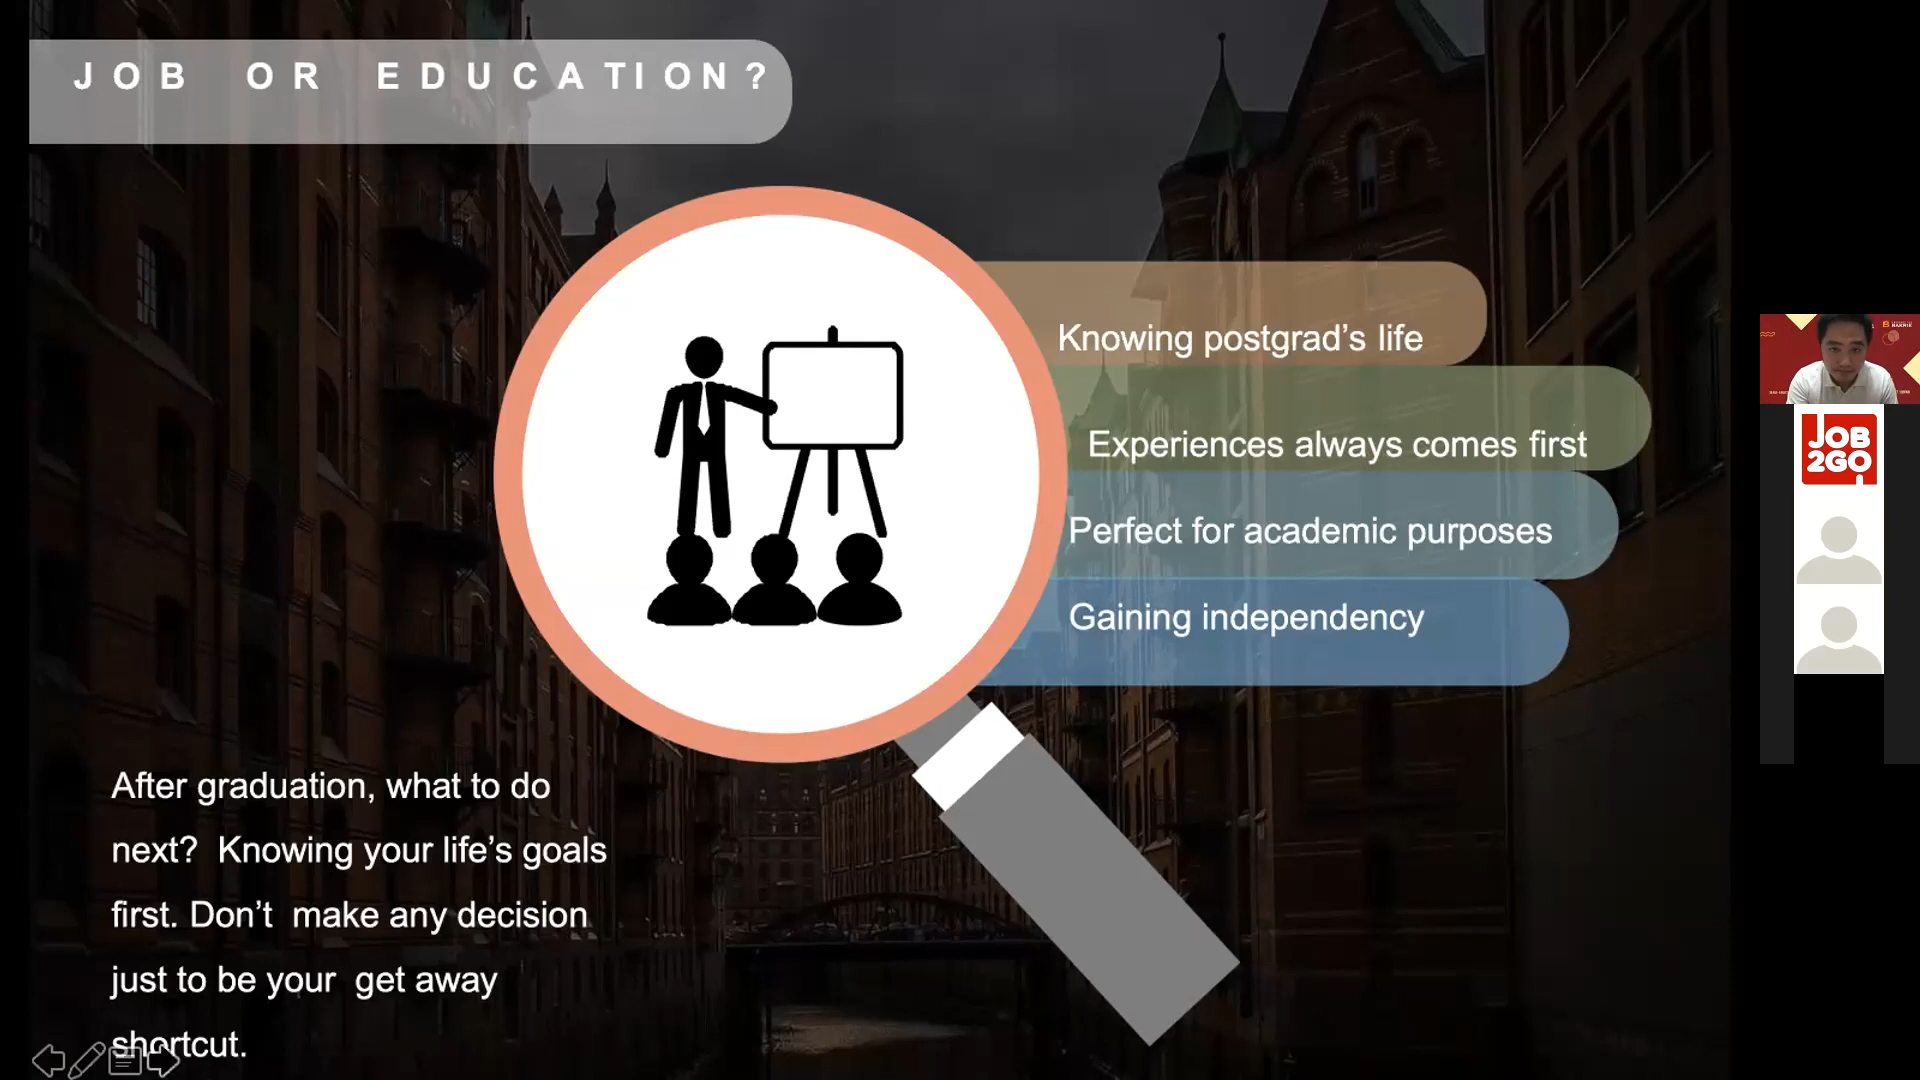 JOB OR EDUCATION?
Knowing postgrad’s life
Experiences always comes first
Perfect for academic purposes
Gaining independency
After graduation, what to do
next? Knowing your life’s goals
first. Don’t make any decision
just to be your get away
shortcut.
JOB
2GO